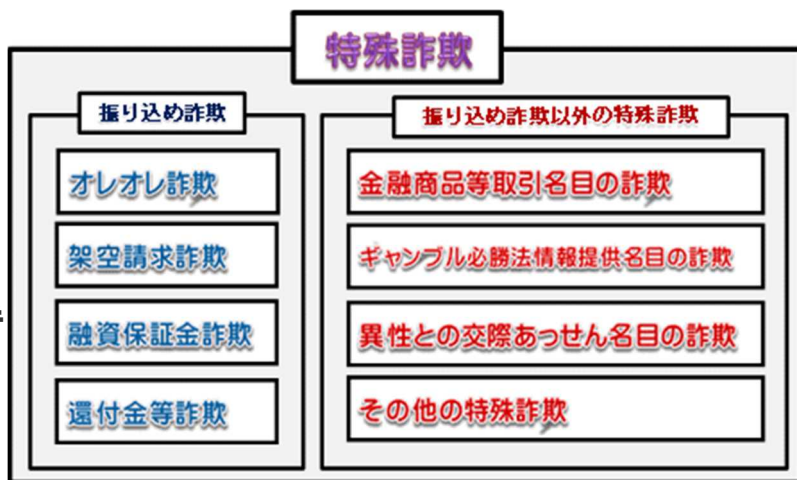 特殊詐欺
振り込め詐欺
オレオレ詐欺
架空請求詐欺
融資保証金詐欺
還付金等詐欺
振り込め詐欺以外の特殊詐欺
金融商品等取引名目の詐欺
ギャンブル必勝法情報提供名目の詐欺
異性との交際あっせん名目の詐欺
その他の特殊詐欺